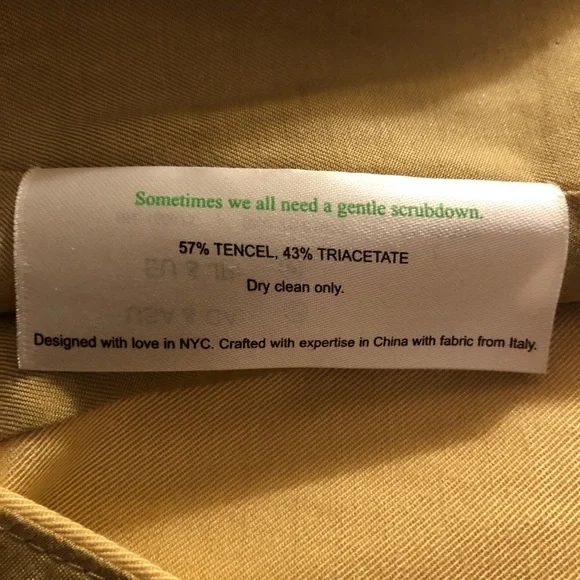 Sometimes we all need a gentle scrubdown.
57% TENCEL, 43% TRIACETATE
Dry clean only.
Designed with love in NYC. Crafted with expertise in China with fabric from Italy.